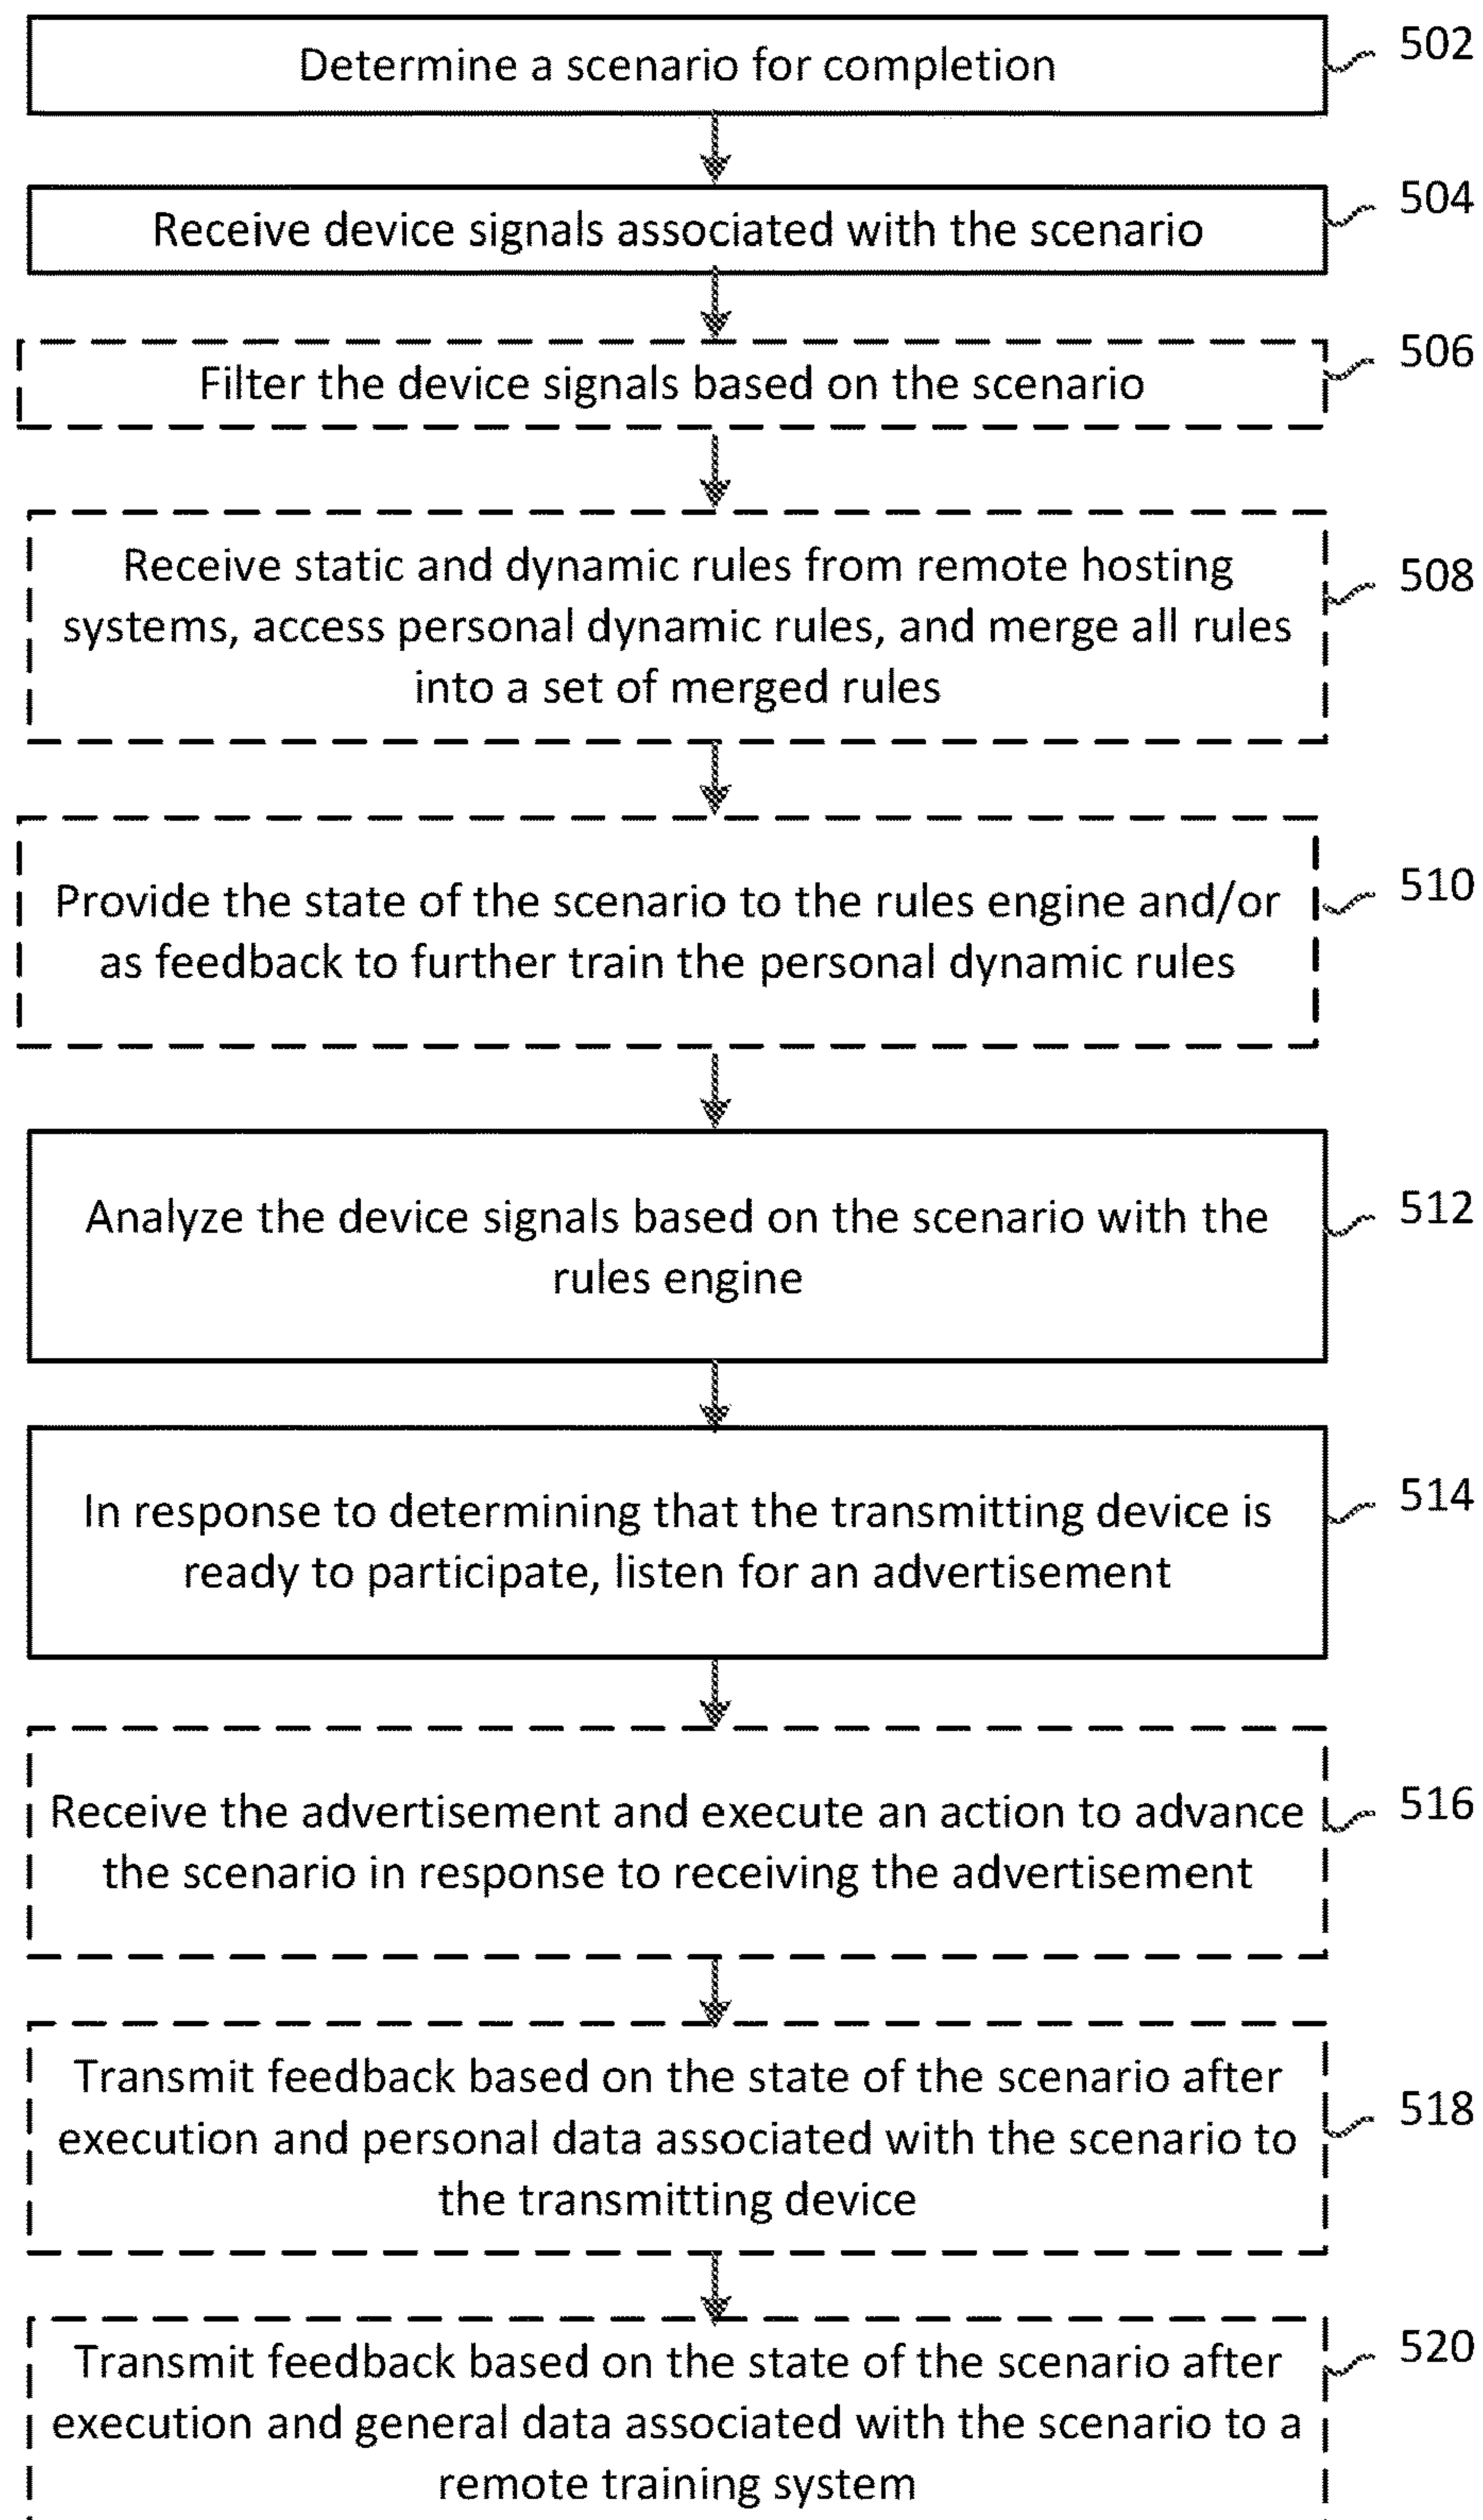 Determine a scenario for completion
502
Receive device signals associated with the scenario
504
Filter the device signals based on the scenario
506
Receive static and dynamic rules from remote hosting
systems, access personal dynamic rules, and merge all rules
into a set of merged rules
508
Provide the state of the scenario to the rules engine and/or
as feedback to further train the personal dynamic rules
510
Analyze the device signals based on the scenario with the
rules engine
512
In response to determining that the transmitting device is
ready to participate, listen for an advertisement
514
Receive the advertisement and execute an action to advance
the scenario in response to receiving the advertisement
516
Transmit feedback based on the state of the scenario after
execution and personal data associated with the scenario to
the transmitting device
518
Transmit feedback based on the state of the scenario after
execution and general data associated with the scenario to a
remote training system
520